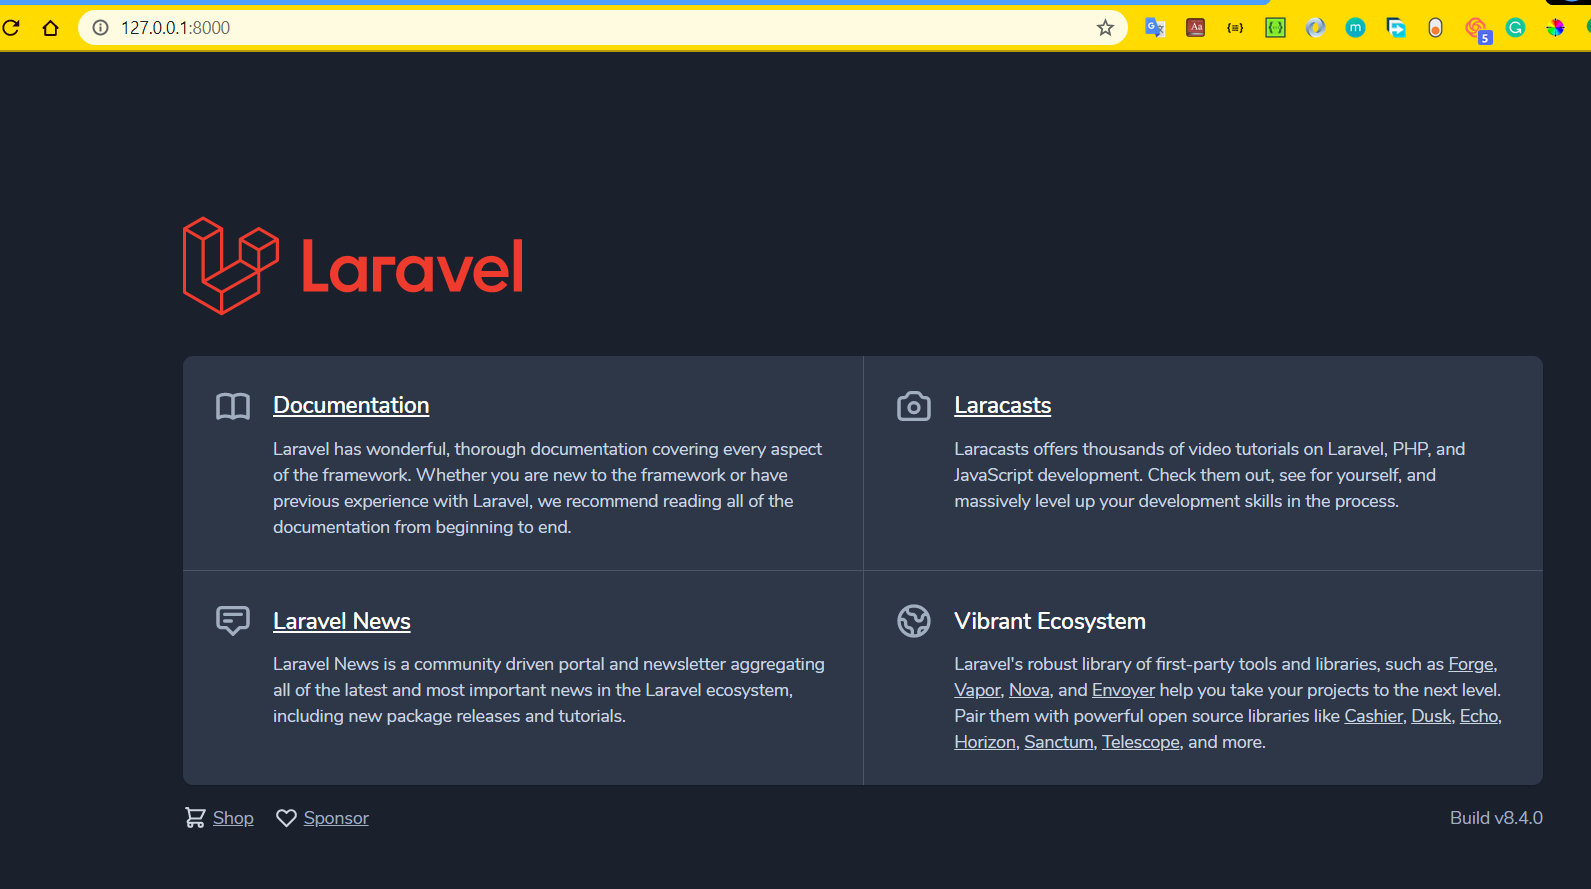 127.0.0.1:8000
Aa
{≡}
{··}
m
5
G
Laravel
Documentation
Laravel has wonderful, thorough documentation covering every aspect
of the framework. Whether you are new to the framework or have
previous experience with Laravel, we recommend reading all of the
documentation from beginning to end.
Laracasts
Laracasts offers thousands of video tutorials on Laravel, PHP, and
JavaScript development. Check them out, see for yourself, and
massively level up your development skills in the process.
Laravel News
Laravel News is a community driven portal and newsletter aggregating
all of the latest and most important news in the Laravel ecosystem,
including new package releases and tutorials.
Vibrant Ecosystem
Laravel's robust library of first-party tools and libraries, such as Forge,
Vapor, Nova, and Envoyer help you take your projects to the next level.
Pair them with powerful open source libraries like Cashier, Dusk, Echo,
Horizon, Sanctum, Telescope, and more.
Shop
Sponsor
Build v8.4.0